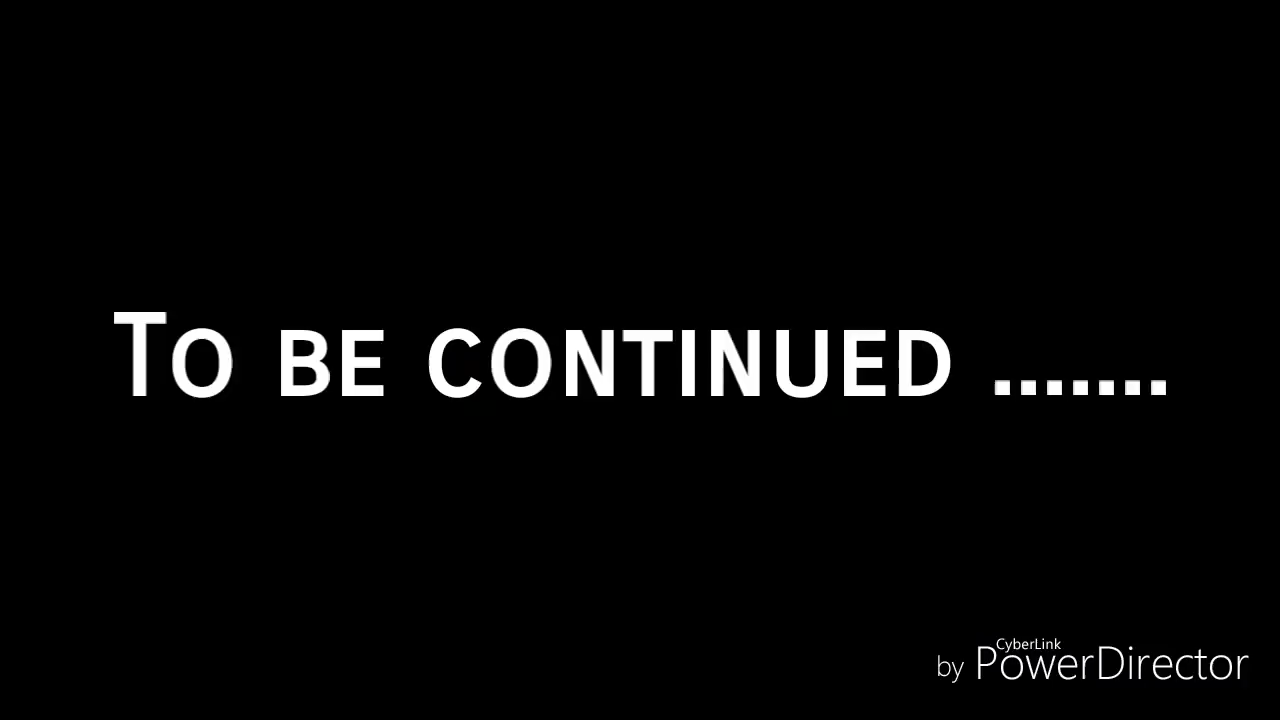 To be continued .......
CyberLink
by PowerDirector